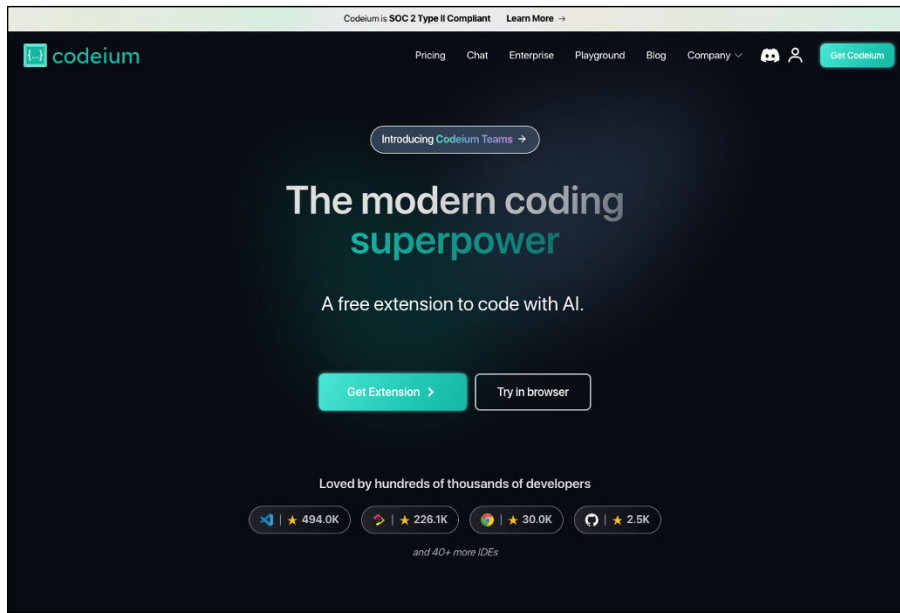 Codeium is SOC 2 Type II Compliant Learn More →
{...} codeium Pricing Chat Enterprise Playground Blog Company Get Codeium
Introducing Codeium Teams →
The modern coding
superpower
A free extension to code with AI.
Get Extension Try in browser
Loved by hundreds of thousands of developers
| ★ 494.0K | ★ 226.1K | ★ 30.0K | ★ 2.5K
and 40+ more IDEs